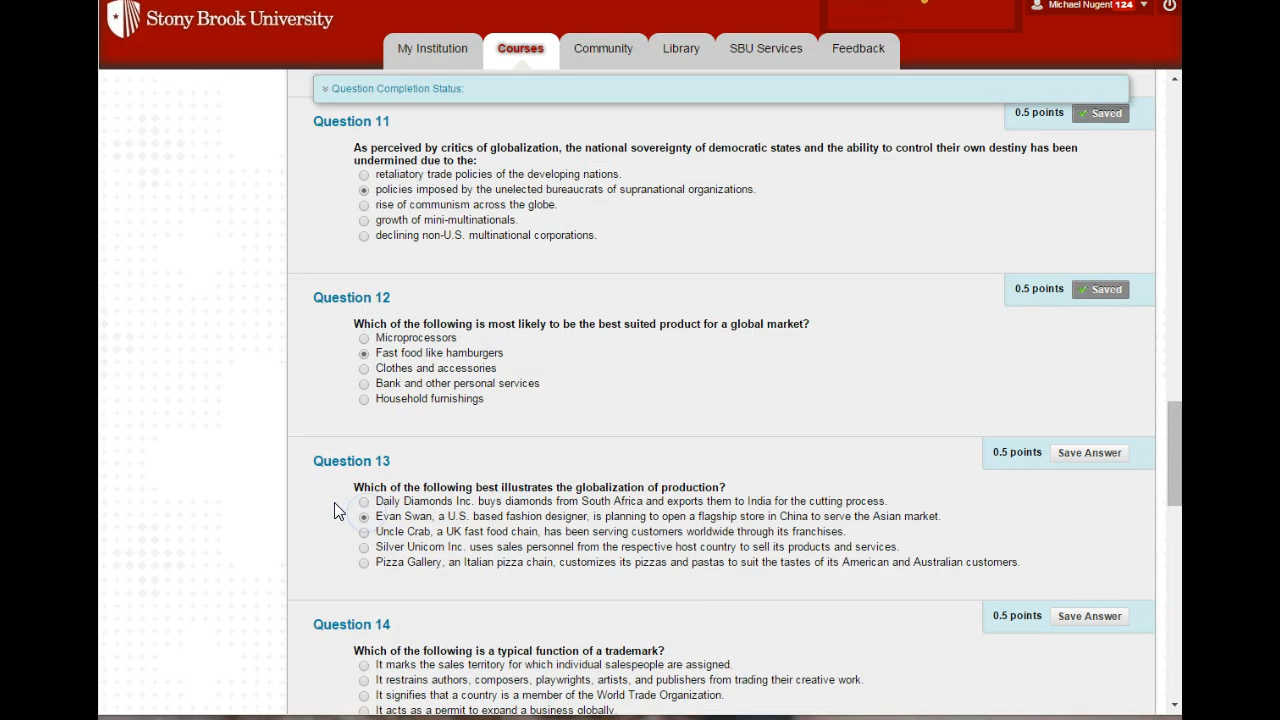 Stony Brook University
Michael Nugent 124
My Institution
Courses
Community
Library
SBU Services
Feedback
Question Completion Status:
Question 11
0.5 points
Saved
As perceived by critics of globalization, the national sovereignty of democratic states and the ability to control their own destiny has been
undermined due to the:
retaliatory trade policies of the developing nations.
policies imposed by the unelected bureaucrats of supranational organizations.
rise of communism across the globe.
growth of mini-multinationals.
declining non-U.S. multinational corporations.
Question 12
0.5 points
Saved
Which of the following is most likely to be the best suited product for a global market?
Microprocessors
Fast food like hamburgers
Clothes and accessories
Bank and other personal services
Household furnishings
Question 13
0.5 points
Save Answer
Which of the following best illustrates the globalization of production?
Daily Diamonds Inc. buys diamonds from South Africa and exports them to India for the cutting process.
Evan Swan, a U.S. based fashion designer, is planning to open a flagship store in China to serve the Asian market.
Uncle Crab, a UK fast food chain, has been serving customers worldwide through its franchises.
Silver Unicom Inc. uses sales personnel from the respective host country to sell its products and services.
Pizza Gallery, an Italian pizza chain, customizes its pizzas and pastas to suit the tastes of its American and Australian customers.
Question 14
0.5 points
Save Answer
Which of the following is a typical function of a trademark?
It marks the sales territory for which individual salespeople are assigned.
It restrains authors, composers, playwrights, artists, and publishers from trading their creative work.
It signifies that a country is a member of the World Trade Organization.
It acts as a permit to expand a business globally.